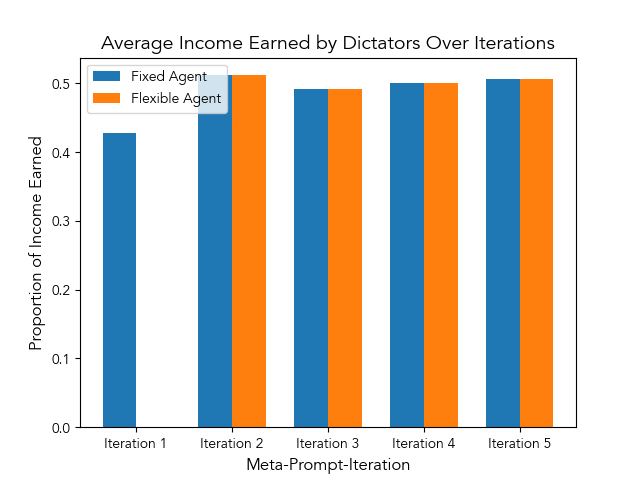 Average Income Earned by Dictators Over Iterations
Fixed Agent
Flexible Agent
Proportion of Income Earned
0.5
0.4
0.3
0.2
0.1
0.0
Iteration 1 Iteration 2 Iteration 3 Iteration 4 Iteration 5
Meta-Prompt-Iteration